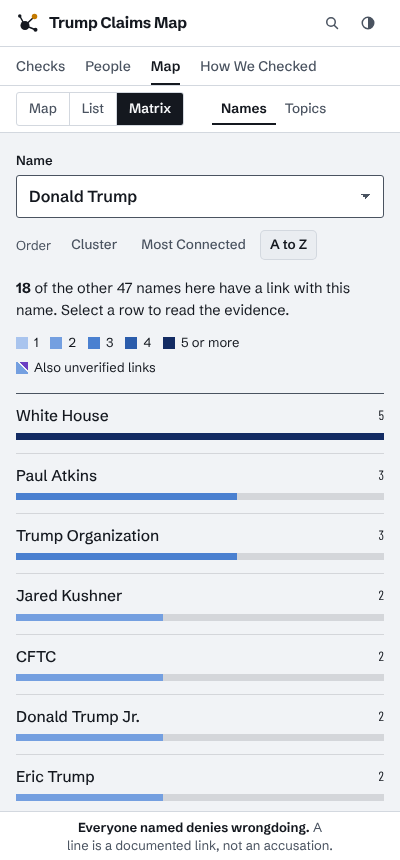 Trump Claims Map
Checks People Map How We Checked
Map List Matrix Names Topics
Name
Donald Trump
Order Cluster Most Connected A to Z
18 of the other 47 names here have a link with this
name. Select a row to read the evidence.
1 2 3 4 5 or more
Also unverified links
White House 5
Paul Atkins 3
Trump Organization 3
Jared Kushner 2
CFTC 2
Donald Trump Jr. 2
Eric Trump 2
Everyone named denies wrongdoing. A
line is a documented link, not an accusation.